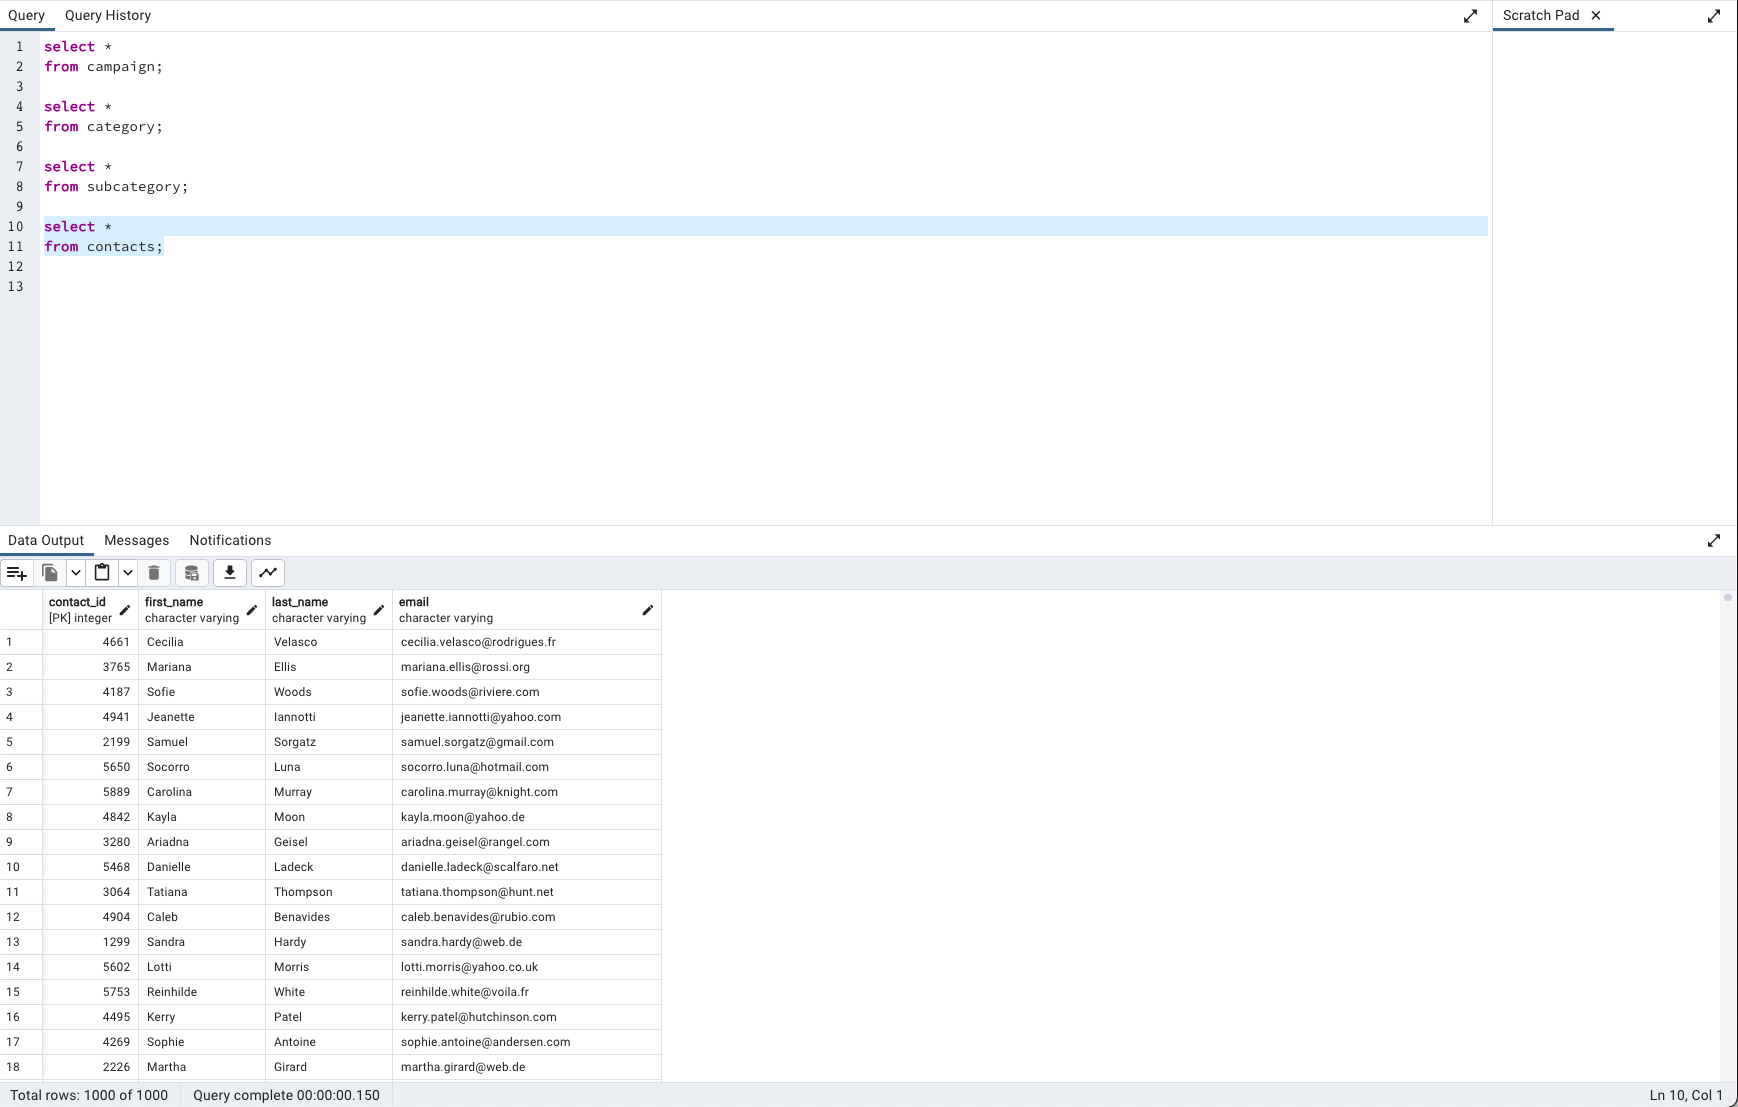 Query Query History Scratch Pad
1 select *
2 from campaign;
3
4 select *
5 from category;
6
7 select *
8 from subcategory;
9
10 select *
11 from contacts;
12
13
Data Output Messages Notifications
contact_id first_name last_name email
[PK] integer character varying character varying character varying
1 4661 Cecilia Velasco cecilia.velasco@rodrigues.fr
2 3765 Mariana Ellis mariana.ellis@rossi.org
3 4187 Sofie Woods sofie.woods@riviere.com
4 4941 Jeanette Iannotti jeanette.iannotti@yahoo.com
5 2199 Samuel Sorgatz samuel.sorgatz@gmail.com
6 5650 Socorro Luna socorro.luna@hotmail.com
7 5889 Carolina Murray carolina.murray@knight.com
8 4842 Kayla Moon kayla.moon@yahoo.de
9 3280 Ariadna Geisel ariadna.geisel@rangel.com
10 5468 Danielle Ladeck danielle.ladeck@scalfaro.net
11 3064 Tatiana Thompson tatiana.thompson@hunt.net
12 4904 Caleb Benavides caleb.benavides@rubio.com
13 1299 Sandra Hardy sandra.hardy@web.de
14 5602 Lotti Morris lotti.morris@yahoo.co.uk
15 5753 Reinhilde White reinhilde.white@voila.fr
16 4495 Kerry Patel kerry.patel@hutchinson.com
17 4269 Sophie Antoine sophie.antoine@andersen.com
18 2226 Martha Girard martha.girard@web.de
Total rows: 1000 of 1000 Query complete 00:00:00.150 Ln 10, Col 1